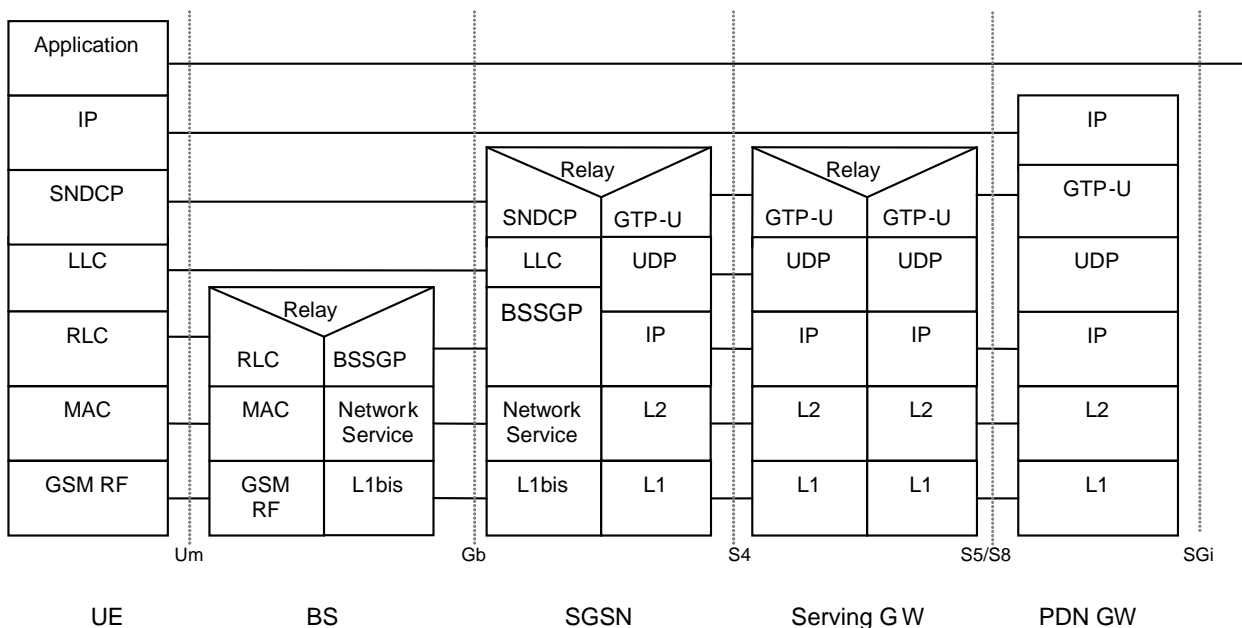 Application
IP
IP
Relay
Relay
SNDCP
GTP-U
SNDCP
GTP-U
GTP-U
GTP-U
LLC
LLC
UDP
UDP
UDP
UDP
Relay
BSSGP
RLC
IP
IP
IP
IP
RLC
BSSGP
MAC
MAC
Network
Service
Network
Service
L2
L2
L2
L2
GSM RF
GSM
RF
L1bis
L1bis
L1
L1
L1
L1
Um
Gb
S4
S5/S8
SGi
UE
BS
SGSN
Serving GW
PDN GW